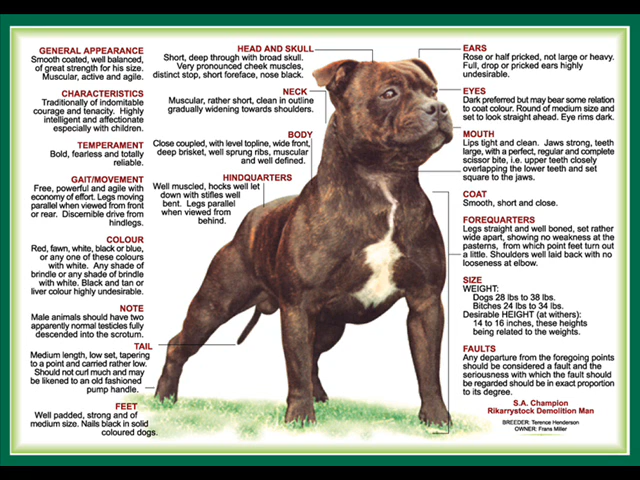 GENERAL APPEARANCE
Smooth coated, well balanced,
of great strength for his size.
Muscular, active and agile.
CHARACTERISTICS
Traditionally of indomitable
courage and tenacity. Highly
intelligent and affectionate
especially with children.
TEMPERAMENT
Bold, fearless and totally
reliable.
GAIT/MOVEMENT
Free, powerful and agile with
economy of effort. Legs moving
parallel when viewed from front
or rear. Discernible drive from
hindlegs.
COLOUR
Red, fawn, white, black or blue,
or any one of these colours
with white. Any shade of
brindle or any shade of brindle
with white. Black and tan or
liver colour highly undesirable.
NOTE
Male animals should have two
apparently normal testicles fully
descended into the scrotum.
TAIL
Medium length, low set, tapering
to a point and carried rather low.
Should not curl much and may
be likened to an old fashioned
pump handle.
FEET
Well padded, strong and of
medium size. Nails black in solid
coloured dogs.
HEAD AND SKULL
Short, deep through with broad skull.
Very pronounced cheek muscles,
distinct stop, short foreface, nose black.
NECK
Muscular, rather short, clean in outline
gradually widening towards shoulders.
BODY
Close coupled, with level topline, wide front,
deep brisket, well sprung ribs, muscular
and well defined.
HINDQUARTERS
Well muscled, hocks well let
down with stifles well
bent. Legs parallel
when viewed from
behind.
EARS
Rose or half pricked, not large or heavy.
Full, drop or pricked ears highly
undesirable.
EYES
Dark preferred but may bear some relation
to coat colour. Round of medium size and
set to look straight ahead. Eye rims dark.
MOUTH
Lips tight and clean. Jaws strong, teeth
large, with a perfect, regular and complete
scissor bite, i.e. upper teeth closely
overlapping the lower teeth and set
square to the jaws.
COAT
Smooth, short and close.
FOREQUARTERS
Legs straight and well boned, set rather
wide apart, showing no weakness at the
pasterns, from which point feet turn out
a little. Shoulders well laid back with no
looseness at elbow.
SIZE
WEIGHT:
Dogs 28 lbs to 38 lbs.
Bitches 24 lbs to 34 lbs.
Desirable HEIGHT (at withers):
14 to 16 inches, these heights
being related to the weights.
FAULTS
Any departure from the foregoing points
should be considered a fault and the
seriousness with which the fault should
be regarded should be in exact proportion
to its degree.
S.A. Champion
Rikarrystock Demolition Man
BREEDER: Terence Henderson
OWNER: Frans Miller